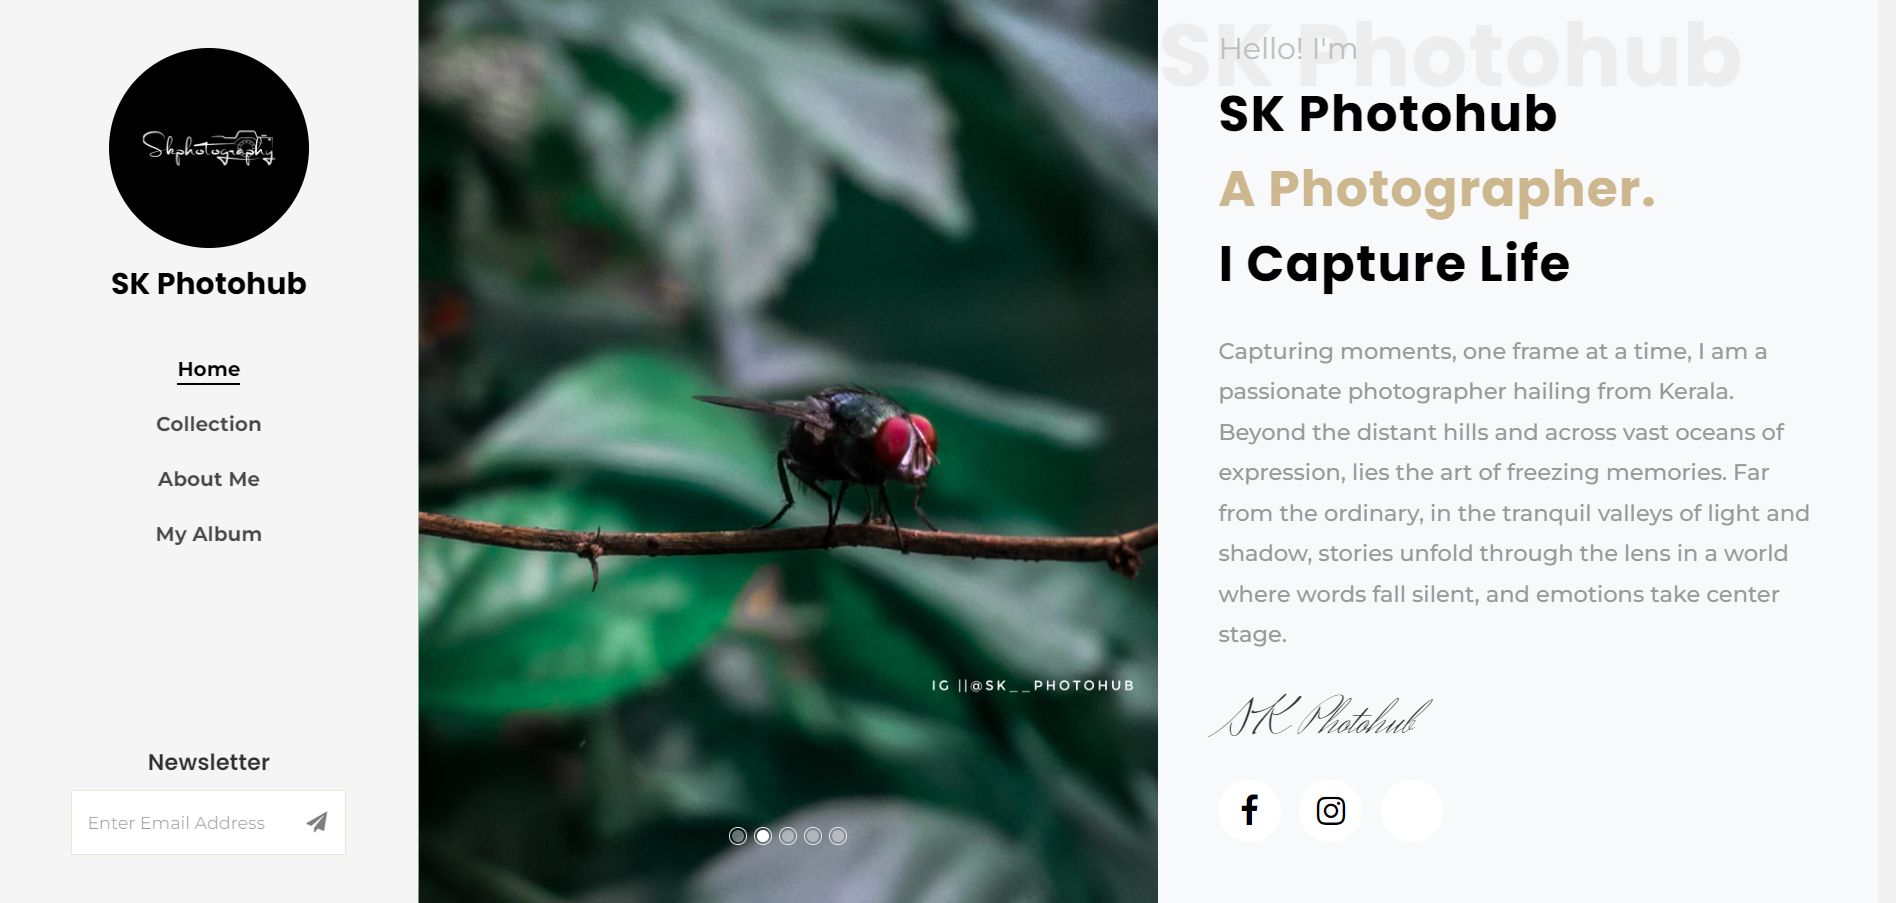 Skphotography
SK Photohub
Home
Collection
About Me
My Album
Newsletter
Enter Email Address
IG ||@SK__PHOTOHUB
SK Photohub
Hello! I'm
SK Photohub
A Photographer.
I Capture Life
Capturing moments, one frame at a time, I am a
passionate photographer hailing from Kerala.
Beyond the distant hills and across vast oceans of
expression, lies the art of freezing memories. Far
from the ordinary, in the tranquil valleys of light and
shadow, stories unfold through the lens in a world
where words fall silent, and emotions take center
stage.
SK Photohub